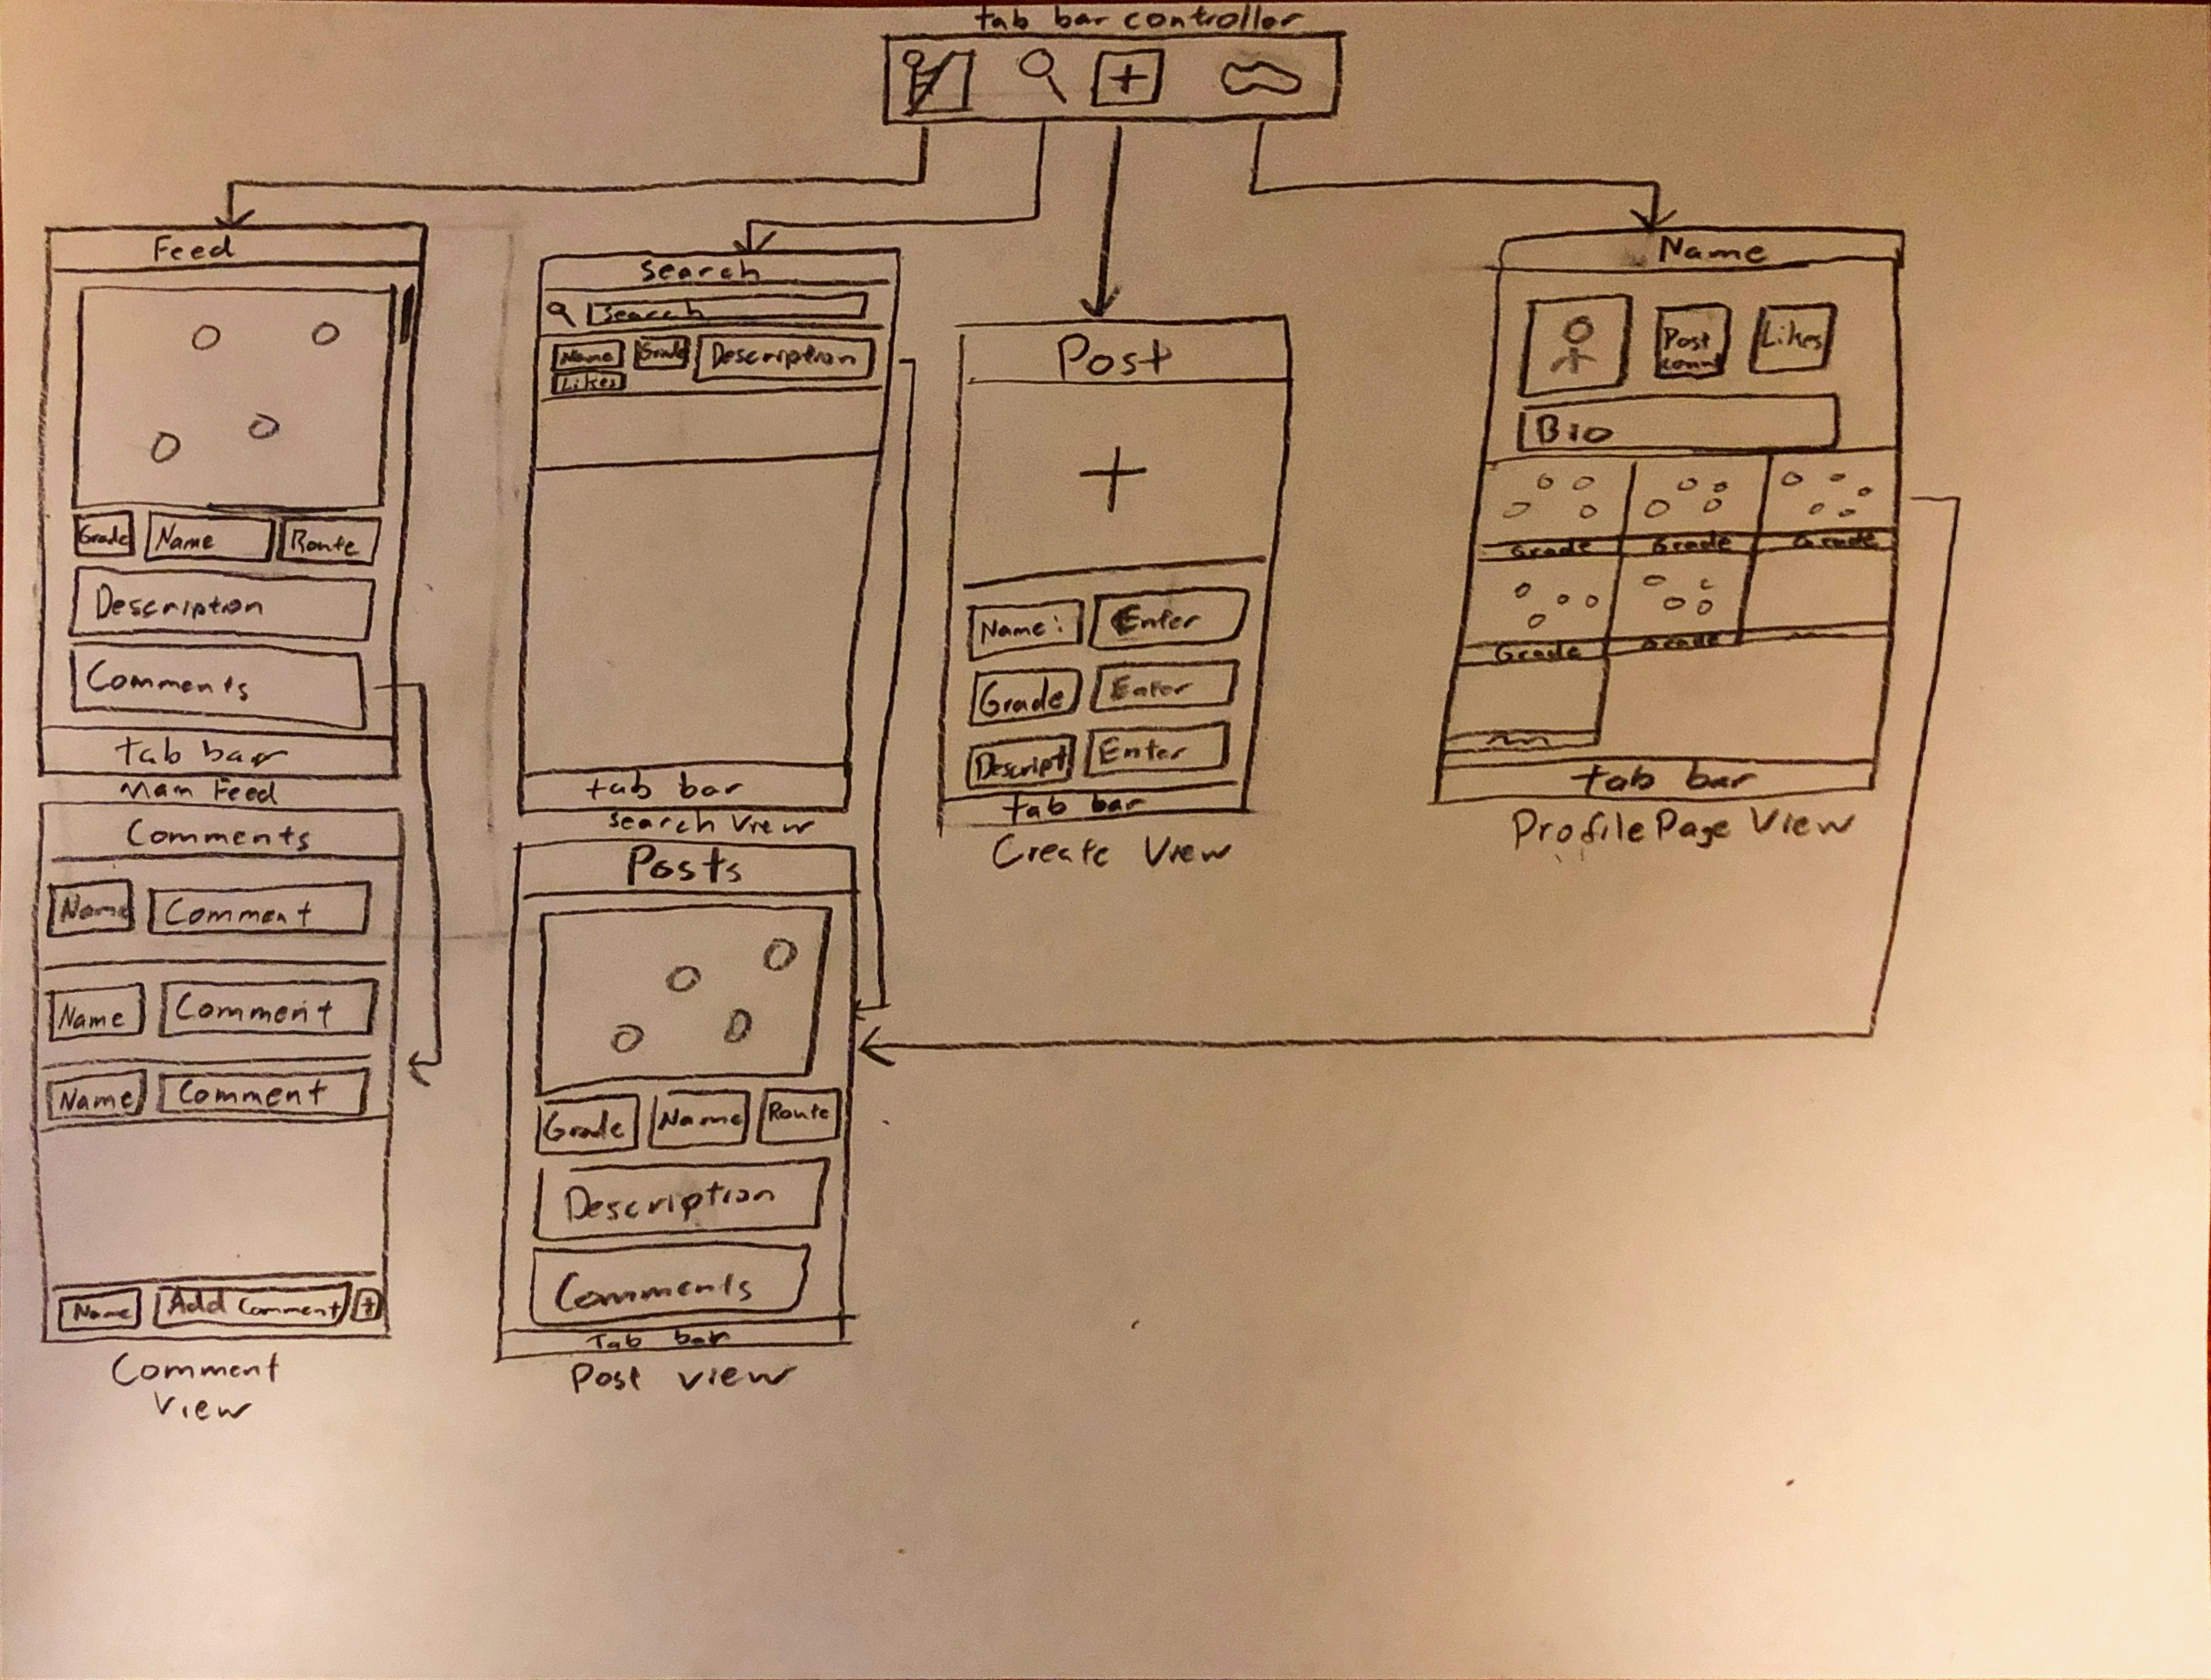 tab bar controller
Feed
Grade Name Route
Description
Comments
tab bar
Main Feed
Comments
Name Comment
Name Comment
Name Comment
Name Add Comment +
Comment
View
Search
Search
Name Grade Description
Likes
tab bar
Search View
Posts
Grade Name Route
Description
Comments
Tab bar
Post view
Post
+
Name: Enter
Grade Enter
Descript Enter
tab bar
Create View
Name
Post Likes
Bio
Grade Grade Grade
Grade Grade
tab bar
ProfilePage View